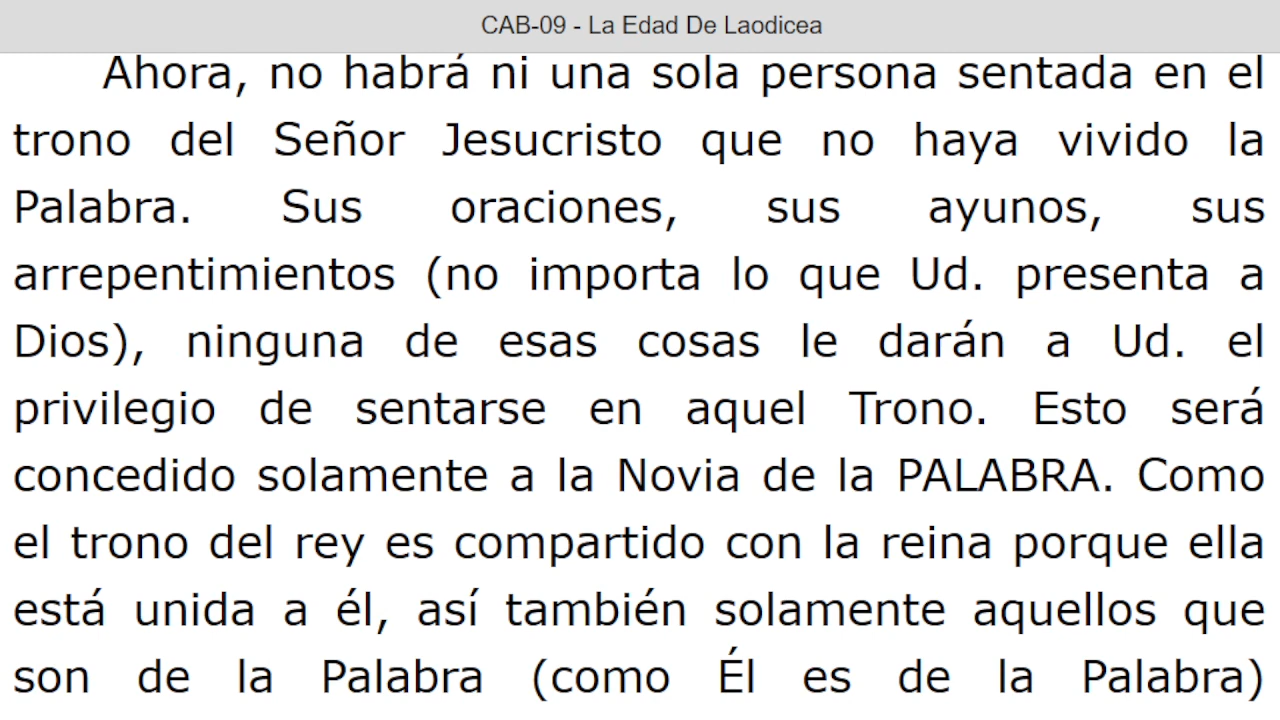 CAB-09 - La Edad De Laodicea
Ahora, no habrá ni una sola persona sentada en el
trono del Señor Jesucristo que no haya vivido la
Palabra. Sus oraciones, sus ayunos, sus
arrepentimientos (no importa lo que Ud. presenta a
Dios), ninguna de esas cosas le darán a Ud. el
privilegio de sentarse en aquel Trono. Esto será
concedido solamente a la Novia de la PALABRA. Como
el trono del rey es compartido con la reina porque ella
está unida a él, así también solamente aquellos que
son de la Palabra (como Él es de la Palabra)